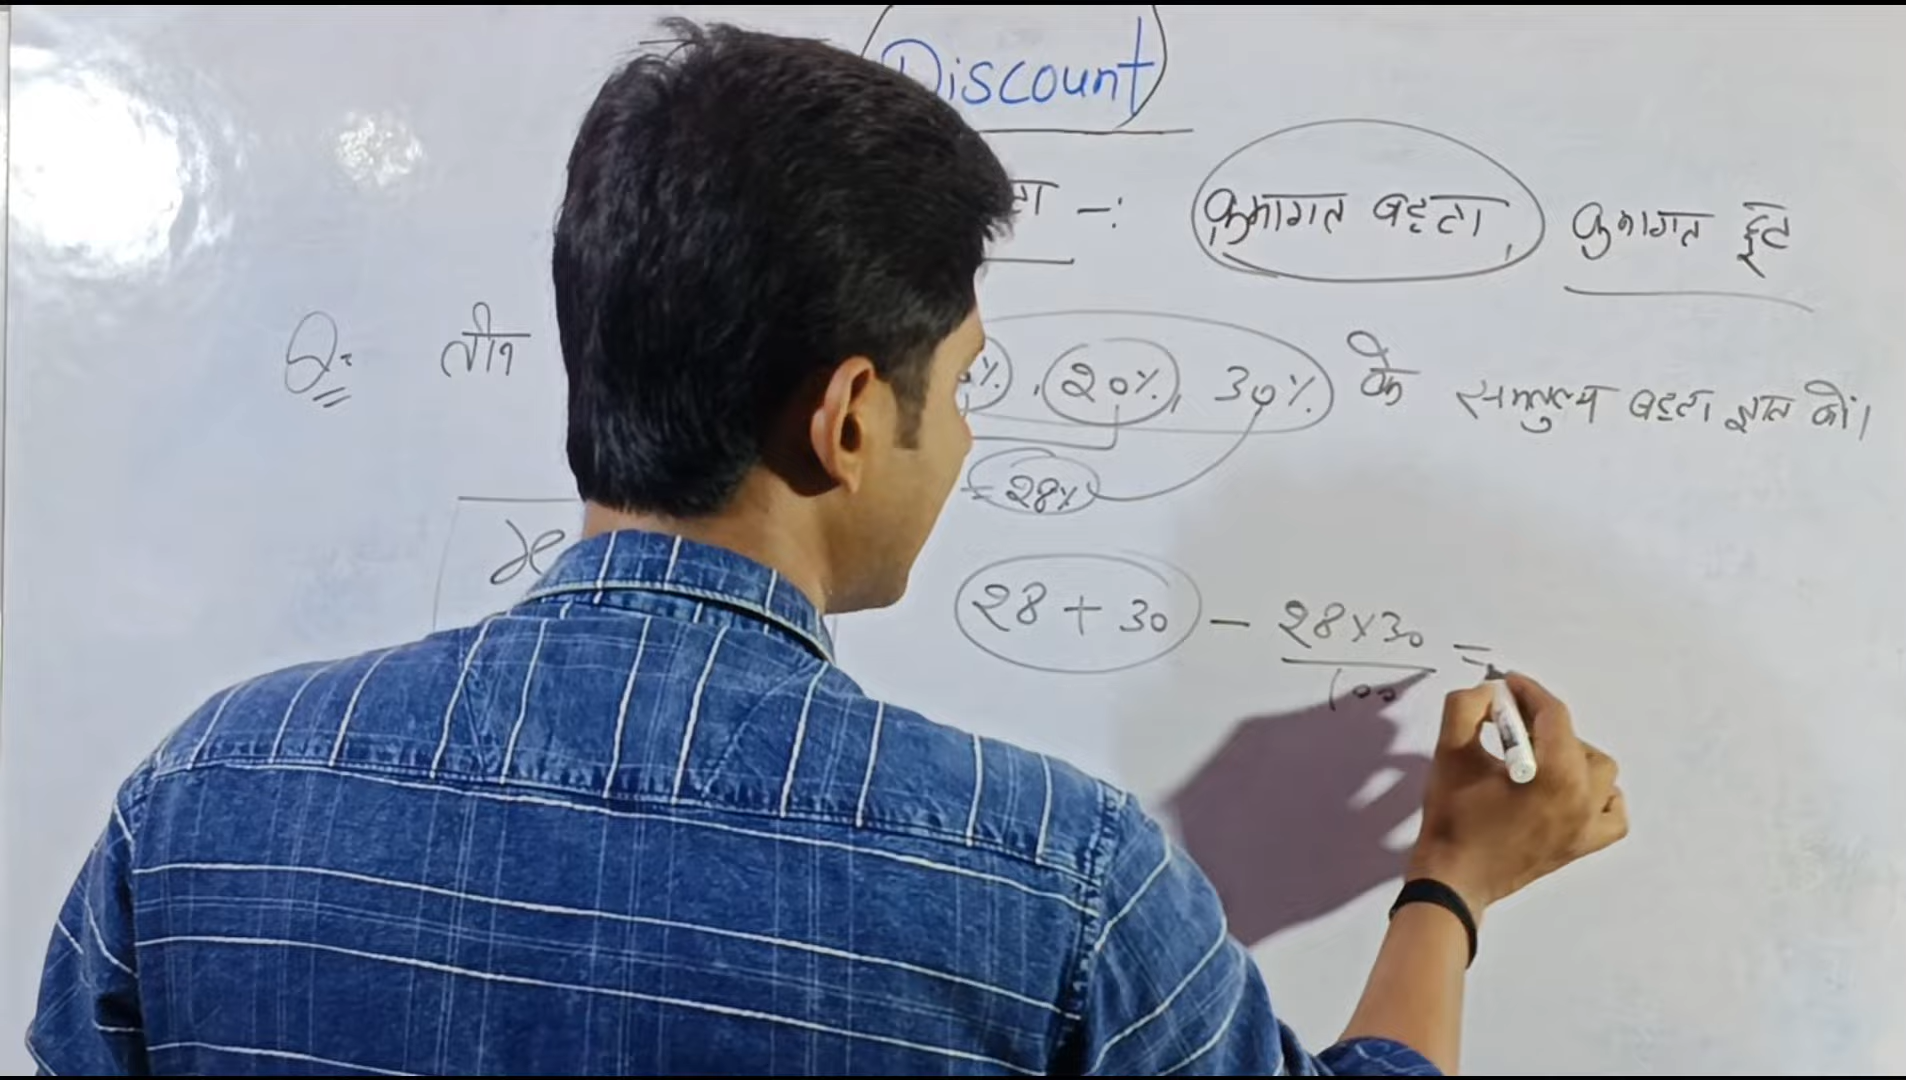 Discount
टा -: क्रमागत बट्टा, क्रमागत छूट
Q= तीन %, 20%, 30% के समतुल्य बट्टा ज्ञात करें।
= 28%
x
28 + 30 - 28 x 30 =
100